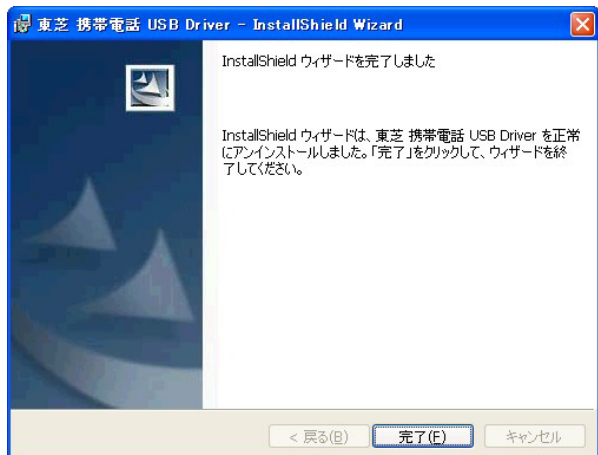 東芝 携帯電話 USB Driver - InstallShield Wizard
InstallShield ウィザードを完了しました
InstallShield ウィザードは、東芝 携帯電話 USB Driver を正常
にアンインストールしました。「完了」をクリックして、ウィザードを終
了してください。
< 戻る(B) 完了(F) キャンセル